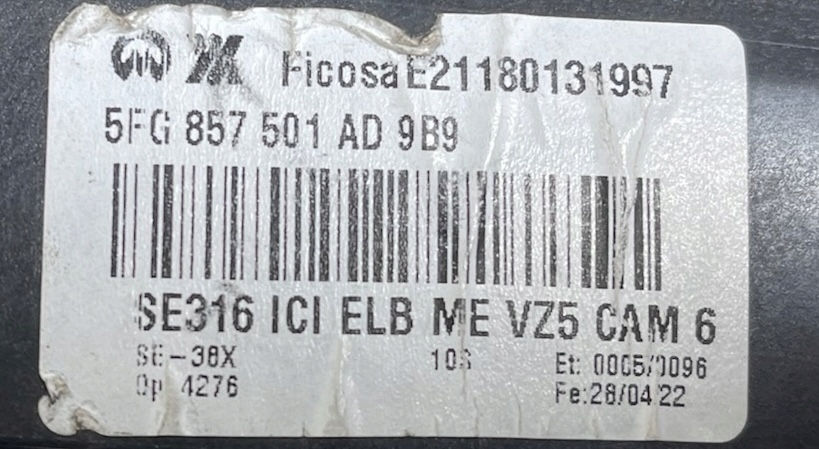 Ficosa E21180131997
5FG 857 501 AD 9B9
SE316 ICI ELB ME VZ5 CAM 6
SE-38X 10S Et: 0005/0096
Op 4276 Fe:28/04/22